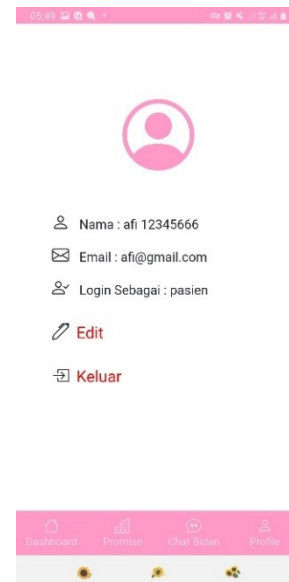 05:49
Nama : afi 12345666
Email : afi@gmail.com
Login Sebagai : pasien
Edit
Keluar
Dashboard Promise Chat Bidan Profile